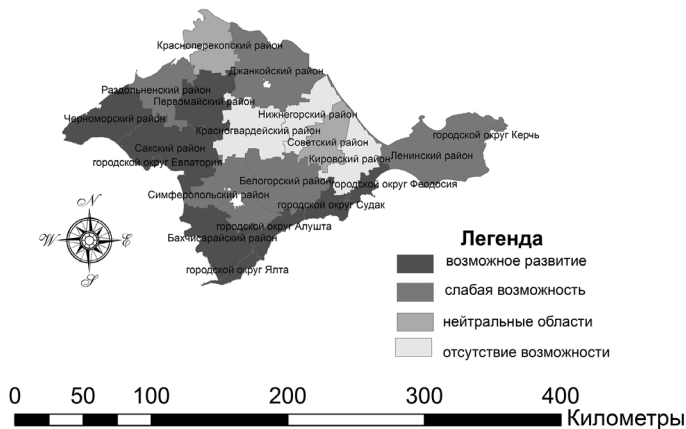 Красноперекопский район
Джанкойский район
Раздольненский район
Первомайский район
Черноморский район
Нижнегорский район
Красногвардейский район
городской округ Керчь
Советский район
Сакский район
Кировский район
Ленинский район
городской округ Евпатория
Белогорский район
городской округ Феодосия
Симферопольский район
городской округ Судак
городской округ Алушта
Бахчисарайский район
городской округ Ялта
N
W
E
S
Легенда
возможное развитие
слабая возможность
нейтральные области
отсутствие возможности
0 50 100 200 300 400
Километры